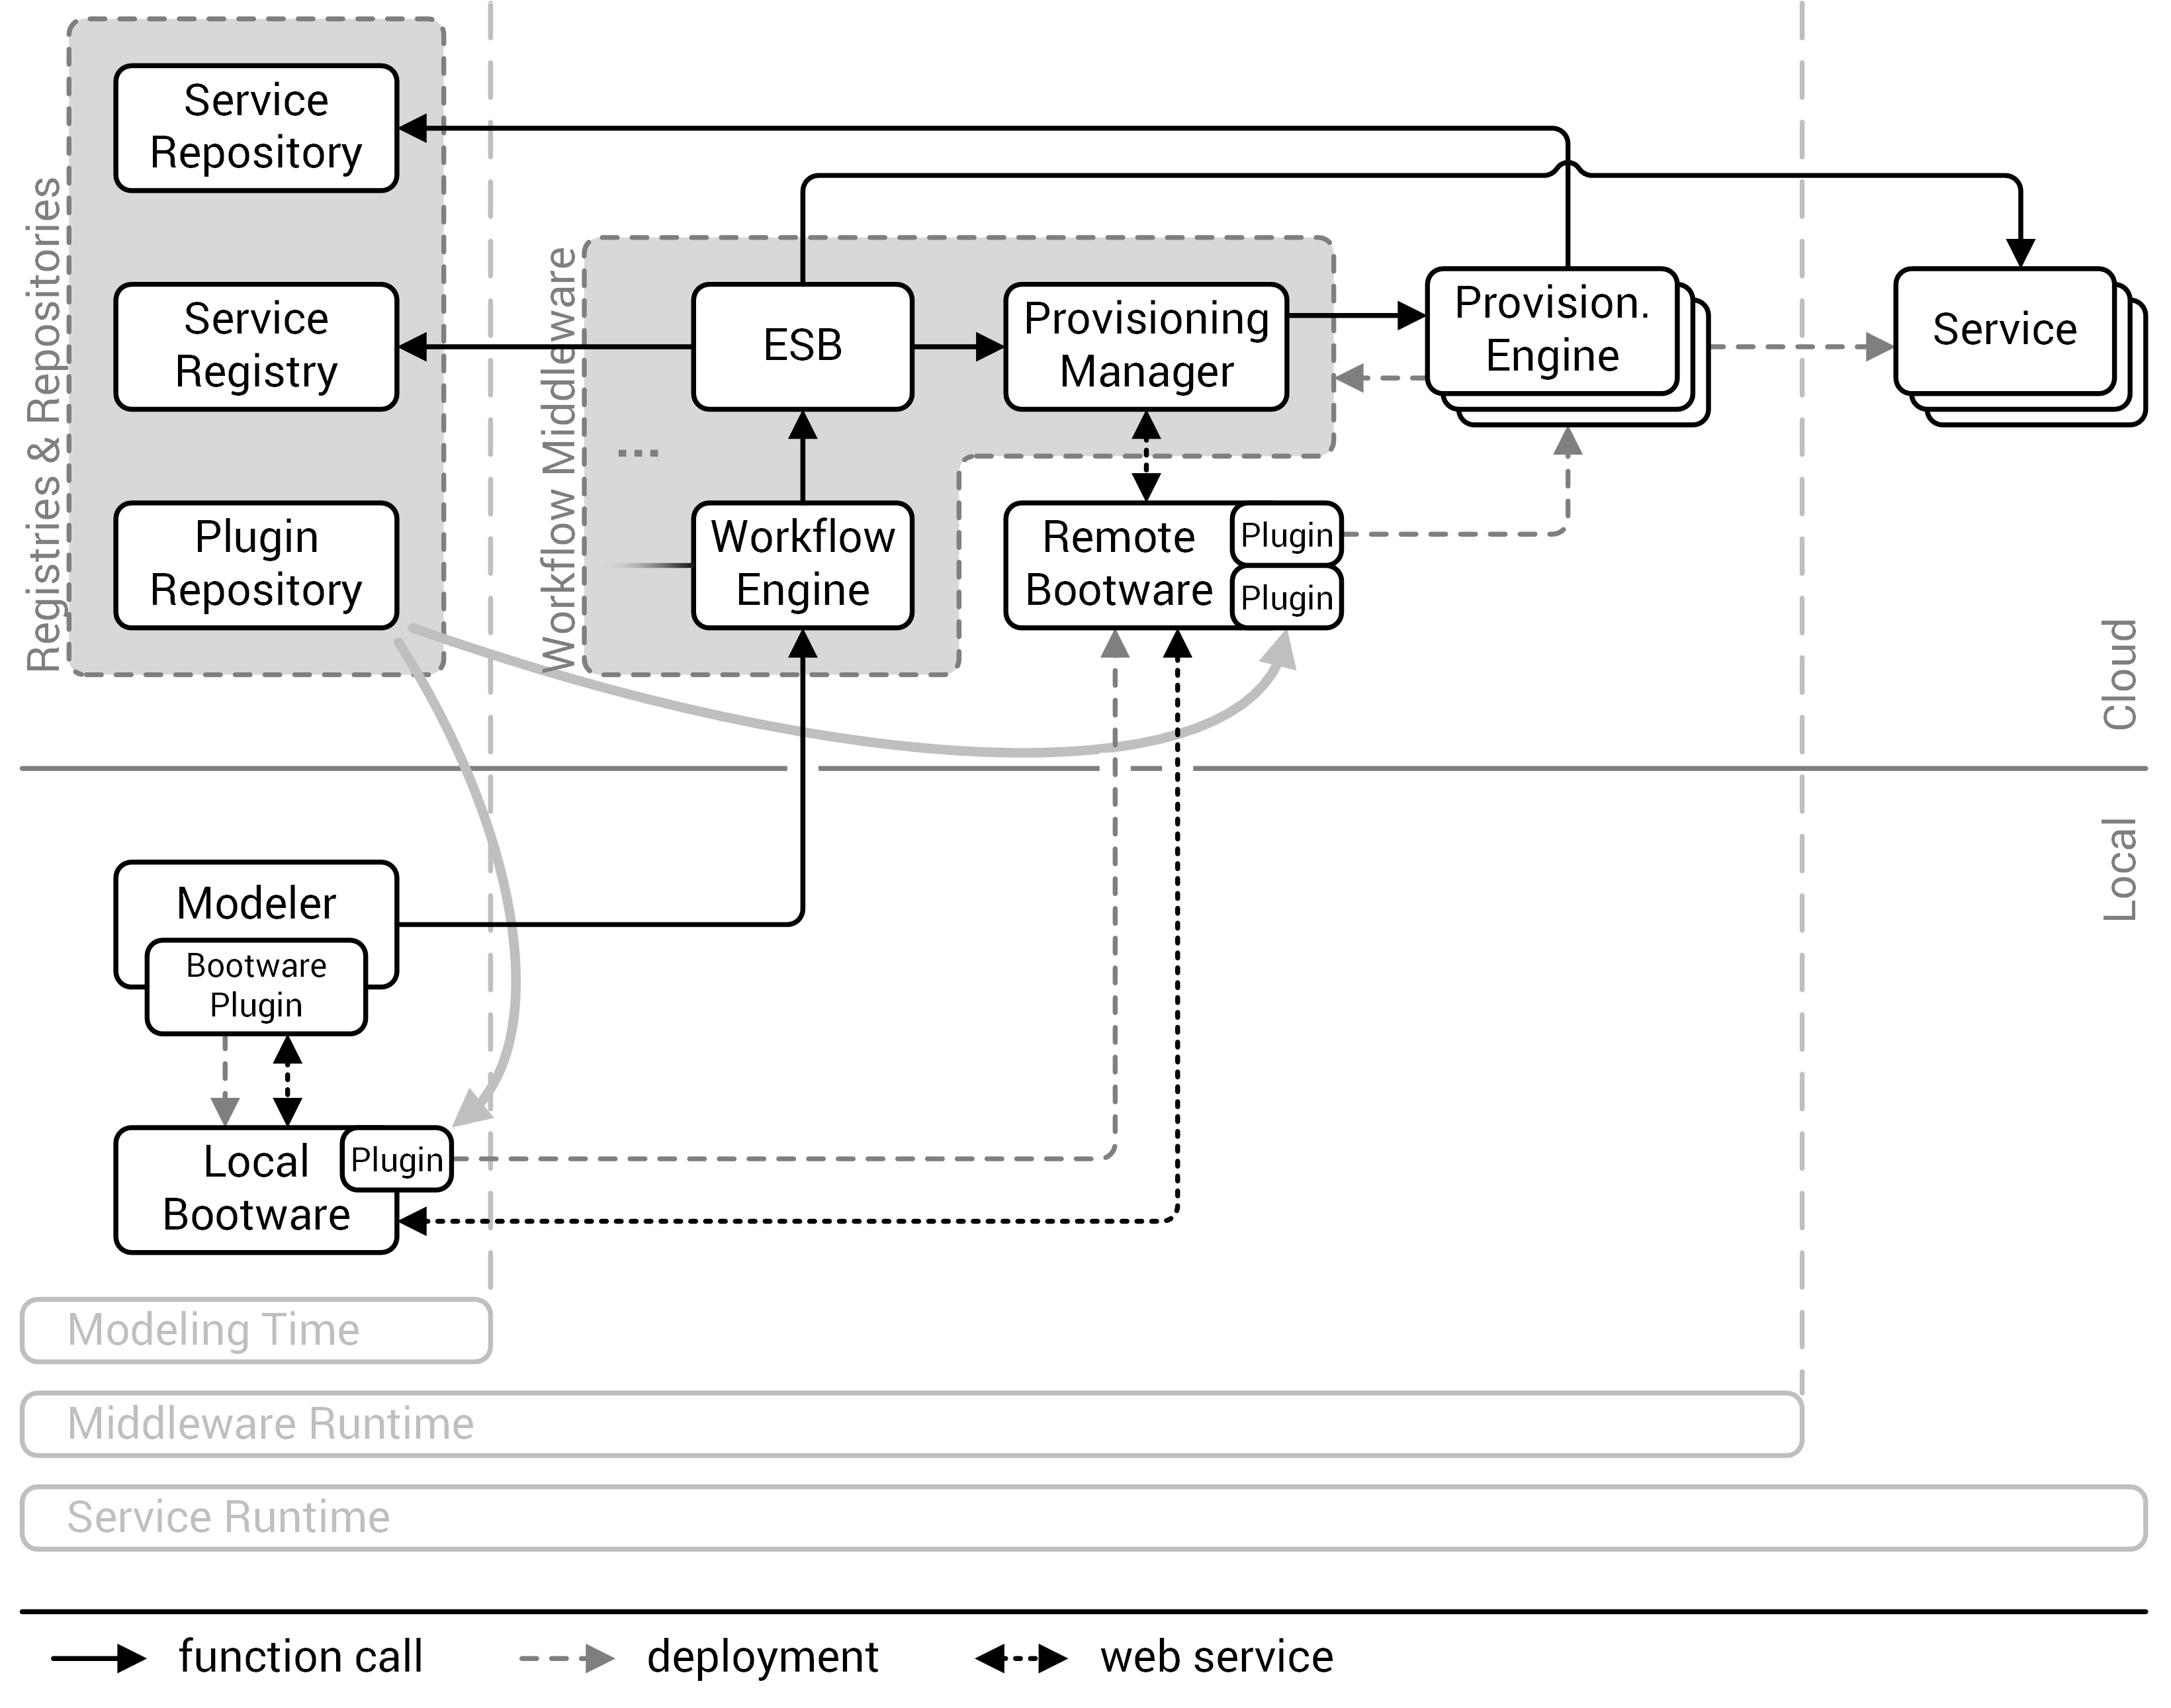 Registries & Repositories
Service
Repository
Service
Registry
Plugin
Repository
Workflow Middleware
ESB
Provisioning
Manager
Provision.
Engine
Service
...
Workflow
Engine
Remote
Bootware
Plugin
Plugin
Cloud
Local
Modeler
Bootware
Plugin
Local
Bootware
Plugin
Modeling Time
Middleware Runtime
Service Runtime
function call
deployment
web service